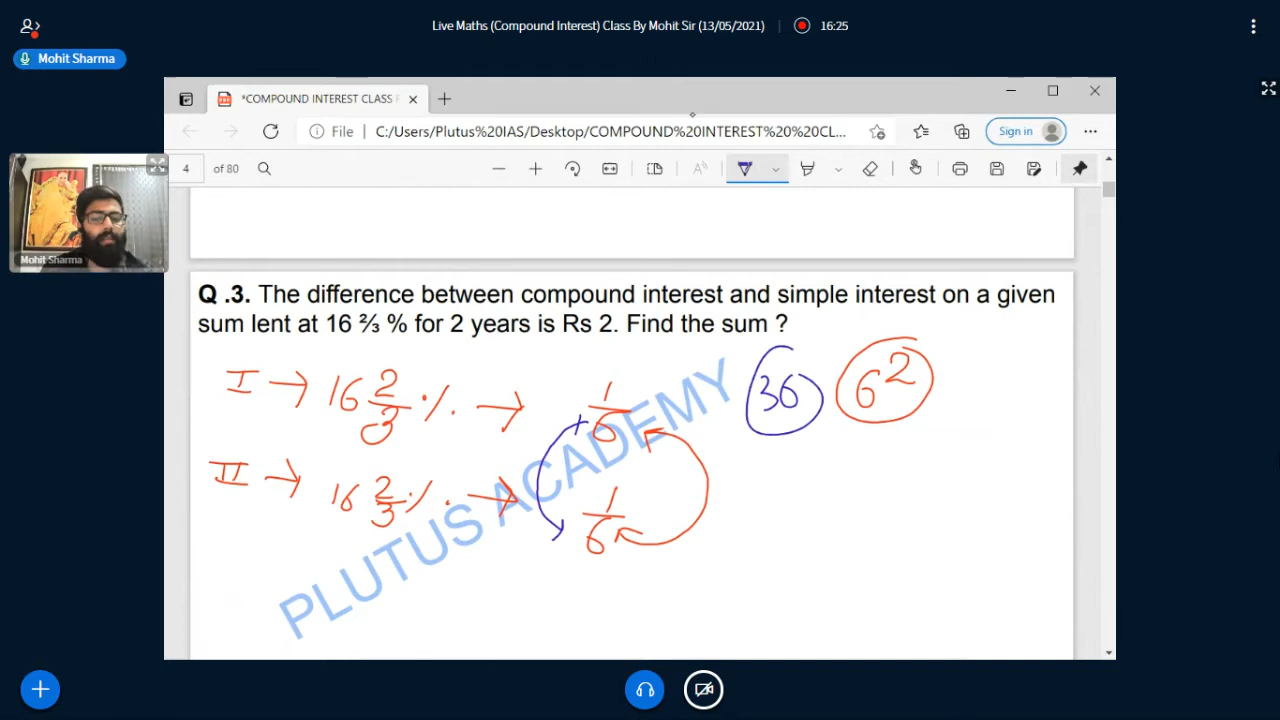 Live Maths (Compound Interest) Class By Mohit Sir (13/05/2021)
16:25
Mohit Sharma
*COMPOUND INTEREST CLASS
File
C:/Users/Plutus%20IAS/Desktop/COMPOUND%20INTEREST%20%20CL...
Sign in
4 of 80
Mohit Sharma
Q .3. The difference between compound interest and simple interest on a given
sum lent at 16 ⅔ % for 2 years is Rs 2. Find the sum ?
I → 16 2/3 % → 1/6
36
6²
II → 16 2/3 % → 1/6
PLUTUS ACADEMY